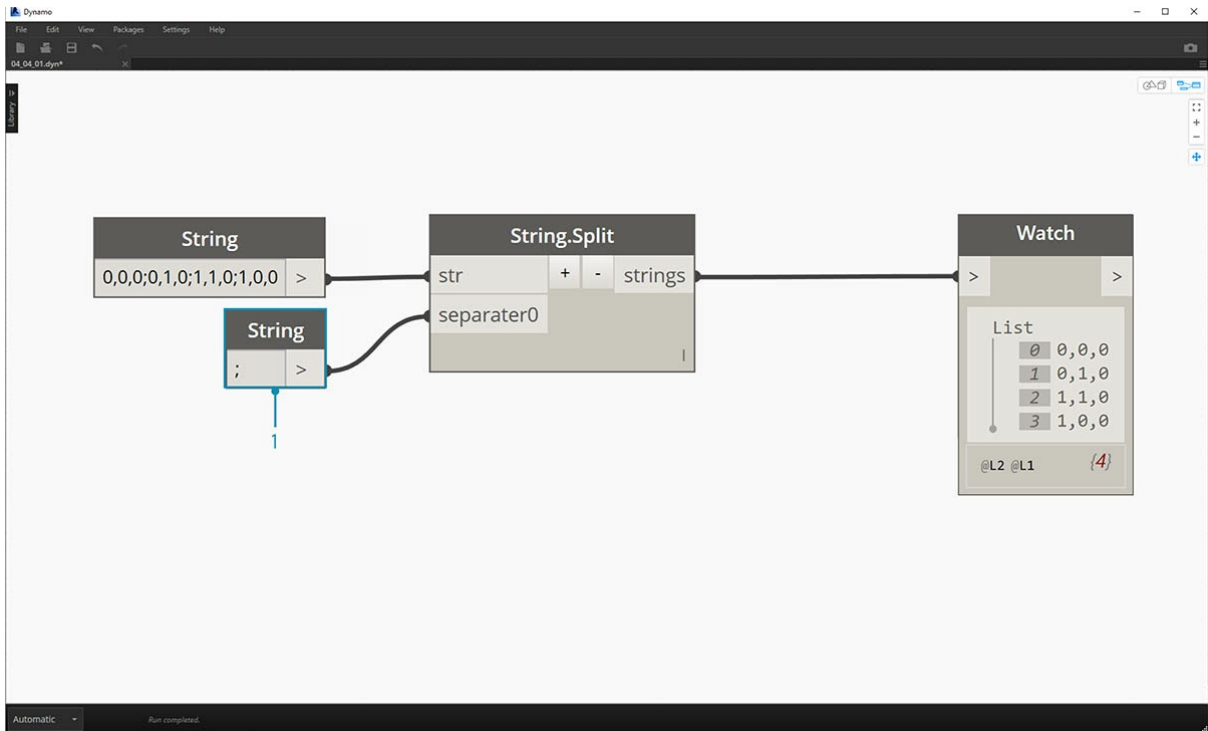 Dynamo
File Edit View Packages Settings Help
04_04_01.dyn*
Library
String
0,0,0;0,1,0;1,1,0;1,0,0 >
String
; >
1
String.Split
str + - strings
separater0
l
Watch
> >
List
0 0,0,0
1 0,1,0
2 1,1,0
3 1,0,0
@L2 @L1 {4}
Automatic Run completed.